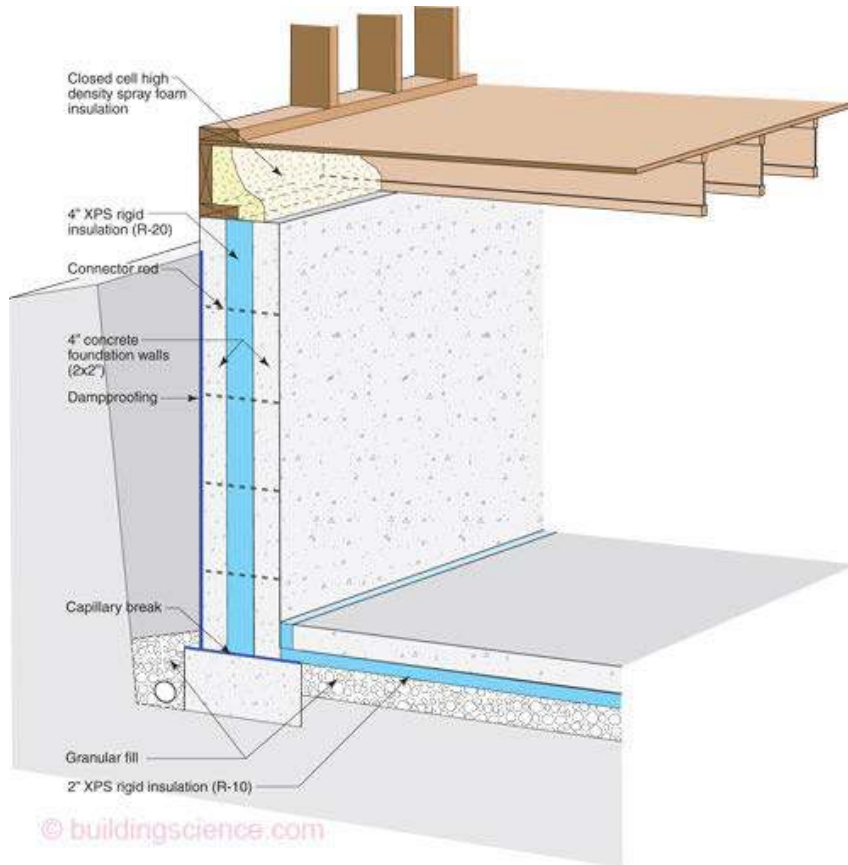 Closed cell high
density spray foam
insulation
4" XPS rigid
insulation (R-20)
Connector rod
4" concrete
foundation walls
(2x2")
Dampproofing
Capillary break
Granular fill
2" XPS rigid insulation (R-10)
© buildingscience.com